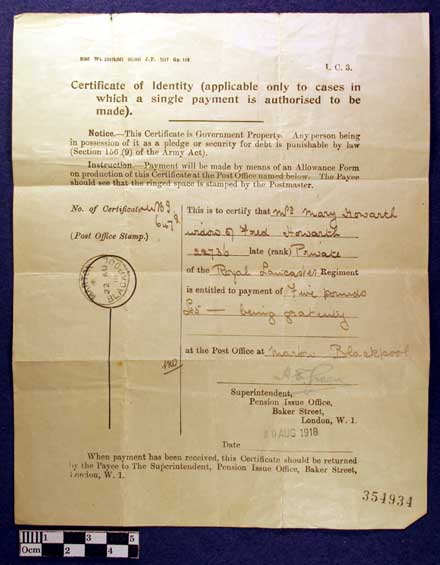 I. C. 3.
Certificate of Identity (applicable only to cases in
which a single payment is authorised to be
made).
Notice.—This Certificate is Government Property. Any person being
in possession of it as a pledge or security for debt is punishable by law
(Section 156 (9) of the Army Act).
Instruction.—Payment will be made by means of an Allowance Form
on production of this Certificate at the Post Office named below. The Payee
should see that the ringed space is stamped by the Postmaster.
No. of Certificate
(Post Office Stamp.)
This is to certify that Mrs Mary Howarth
widow of Fred Howarth
22736 late (rank) Private
of the Royal Lancaster Regiment
is entitled to payment of Five pounds
£5 — being gratuity
at the Post Office at Marton Blackpool
Superintendent,
Pension Issue Office,
Baker Street,
London, W. 1.
AUG 1918
Date
When payment has been received, this Certificate should be returned
by the Payee to The Superintendent, Pension Issue Office, Baker Street,
London, W. 1.
354934
1 3 5
0cm 2 4